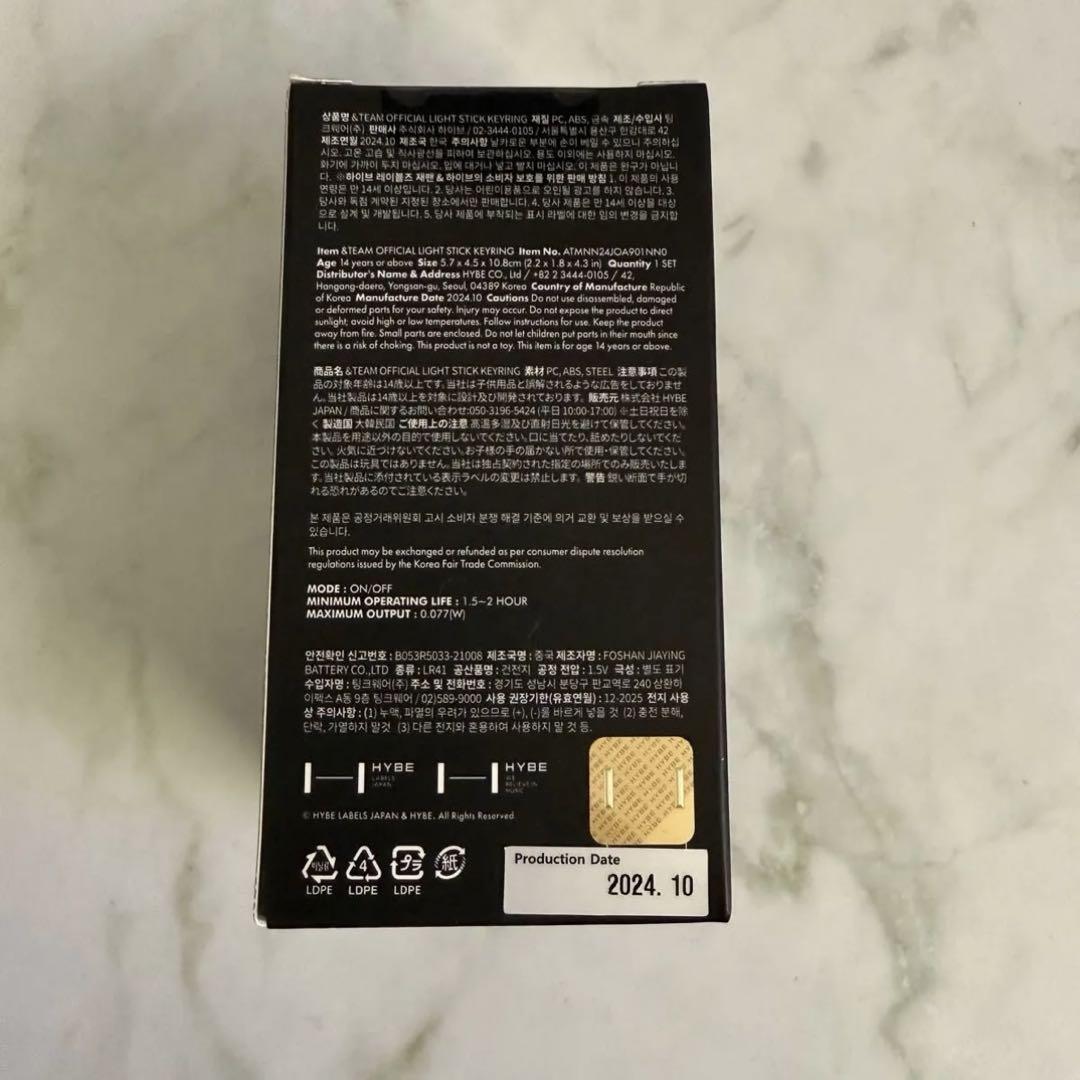 상품명 &TEAM OFFICIAL LIGHT STICK KEYRING 재질 PC, ABS, 금속 제조/수입사 팅
크웨어(주) 판매사 주식회사 하이브 / 02-3444-0105 / 서울특별시 용산구 한강대로 42
제조연월 2024.10 제조국 한국 주의사항 날카로운 부분에 손이 베일 수 있으니 주의하십
시오. 고온 고습 및 직사광선을 피하여 보관하십시오. 용도 이외에는 사용하지 마십시오.
화기에 가까이 두지 마십시오. 입에 대거나 넣고 빨지 마십시오. 이 제품은 완구가 아닙니
다. ※하이브 레이블즈 재팬 & 하이브의 소비자 보호를 위한 판매 방침 1. 이 제품의 사용
연령은 만 14세 이상입니다. 2. 당사는 어린이용품으로 오인될 광고를 하지 않습니다. 3.
당사와 독점 계약된 지정된 장소에서만 판매합니다. 4. 당사 제품은 만 14세 이상을 대상
으로 설계 및 개발됩니다. 5. 당사 제품에 부착되는 표시 라벨에 대한 임의 변경을 금지합
니다.
Item &TEAM OFFICIAL LIGHT STICK KEYRING Item No. ATMNN24JOA901NN0
Age 14 years or above Size 5.7 x 4.5 x 10.8cm (2.2 x 1.8 x 4.3 in) Quantity 1 SET
Distributor's Name & Address HYBE CO., Ltd / +82 2 3444-0105 / 42,
Hangang-daero, Yongsan-gu, Seoul, 04389 Korea Country of Manufacture Republic
of Korea Manufacture Date 2024.10 Cautions Do not use disassembled, damaged
or deformed parts for your safety. Injury may occur. Do not expose the product to direct
sunlight; avoid high or low temperatures. Follow instructions for use. Keep the product
away from fire. Small parts are enclosed. Do not let children put parts in their mouth since
there is a risk of choking. This product is not a toy. This item is for age 14 years or above.
商品名 &TEAM OFFICIAL LIGHT STICK KEYRING 素材 PC, ABS, STEEL 注意事項 この製
品の対象年齢は14歳以上です。当社は子供用品と誤解されるような広告をしておりませ
ん。当社製品は14歳以上を対象に設計及び開発されております。 販売元 株式会社 HYBE
JAPAN / 商品に関するお問い合わせ:050-3196-5424 (平日 10:00-17:00) ※土日祝日を除
く 製造国 大韓民国 ご使用上の注意 高温多湿及び直射日光を避けて保管してください。
本製品を用途以外の目的で使用しないでください。口に当てたり、舐めたりしないでくだ
さい。火気に近づけないでください。お子様の手の届かない所で使用・保管してください。
この製品は玩具ではありません。当社は独占契約された指定の場所でのみ販売いたしま
す。当社製品に添付されている表示ラベルの変更は禁止します。 警告 鋭い断面で手が切
れる恐れがあるのでご注意ください。
본 제품은 공정거래위원회 고시 소비자 분쟁 해결 기준에 의거 교환 및 보상을 받으실 수
있습니다.
This product may be exchanged or refunded as per consumer dispute resolution
regulations issued by the Korea Fair Trade Commission.
MODE : ON/OFF
MINIMUM OPERATING LIFE : 1.5~2 HOUR
MAXIMUM OUTPUT : 0.077(W)
안전확인 신고번호 : B053R5033-21008 제조국명 : 중국 제조자명 : FOSHAN JIAYING
BATTERY CO.,LTD 종류 : LR41 공산품명 : 건전지 공정 전압 : 1.5V 극성 : 별도 표기
수입자명 : 팅크웨어(주) 주소 및 전화번호 : 경기도 성남시 분당구 판교역로 240 삼환하
이펙스 A동 9층 팅크웨어 / 02)589-9000 사용 권장기한(유효연월) : 12-2025 전지 사용
상 주의사항 : (1) 누액, 파열의 우려가 있으므로 (+), (-)를 바르게 넣을 것 (2) 충전 분해,
단락, 가열하지 말것 (3) 다른 전지와 혼용하여 사용하지 말 것 등.
HYBE HYBE
LABELS WE
JAPAN BELIEVE IN
MUSIC
© HYBE LABELS JAPAN & HYBE. All Rights Reserved
비닐류 4 プラ 紙
LDPE LDPE LDPE
Production Date
2024. 10